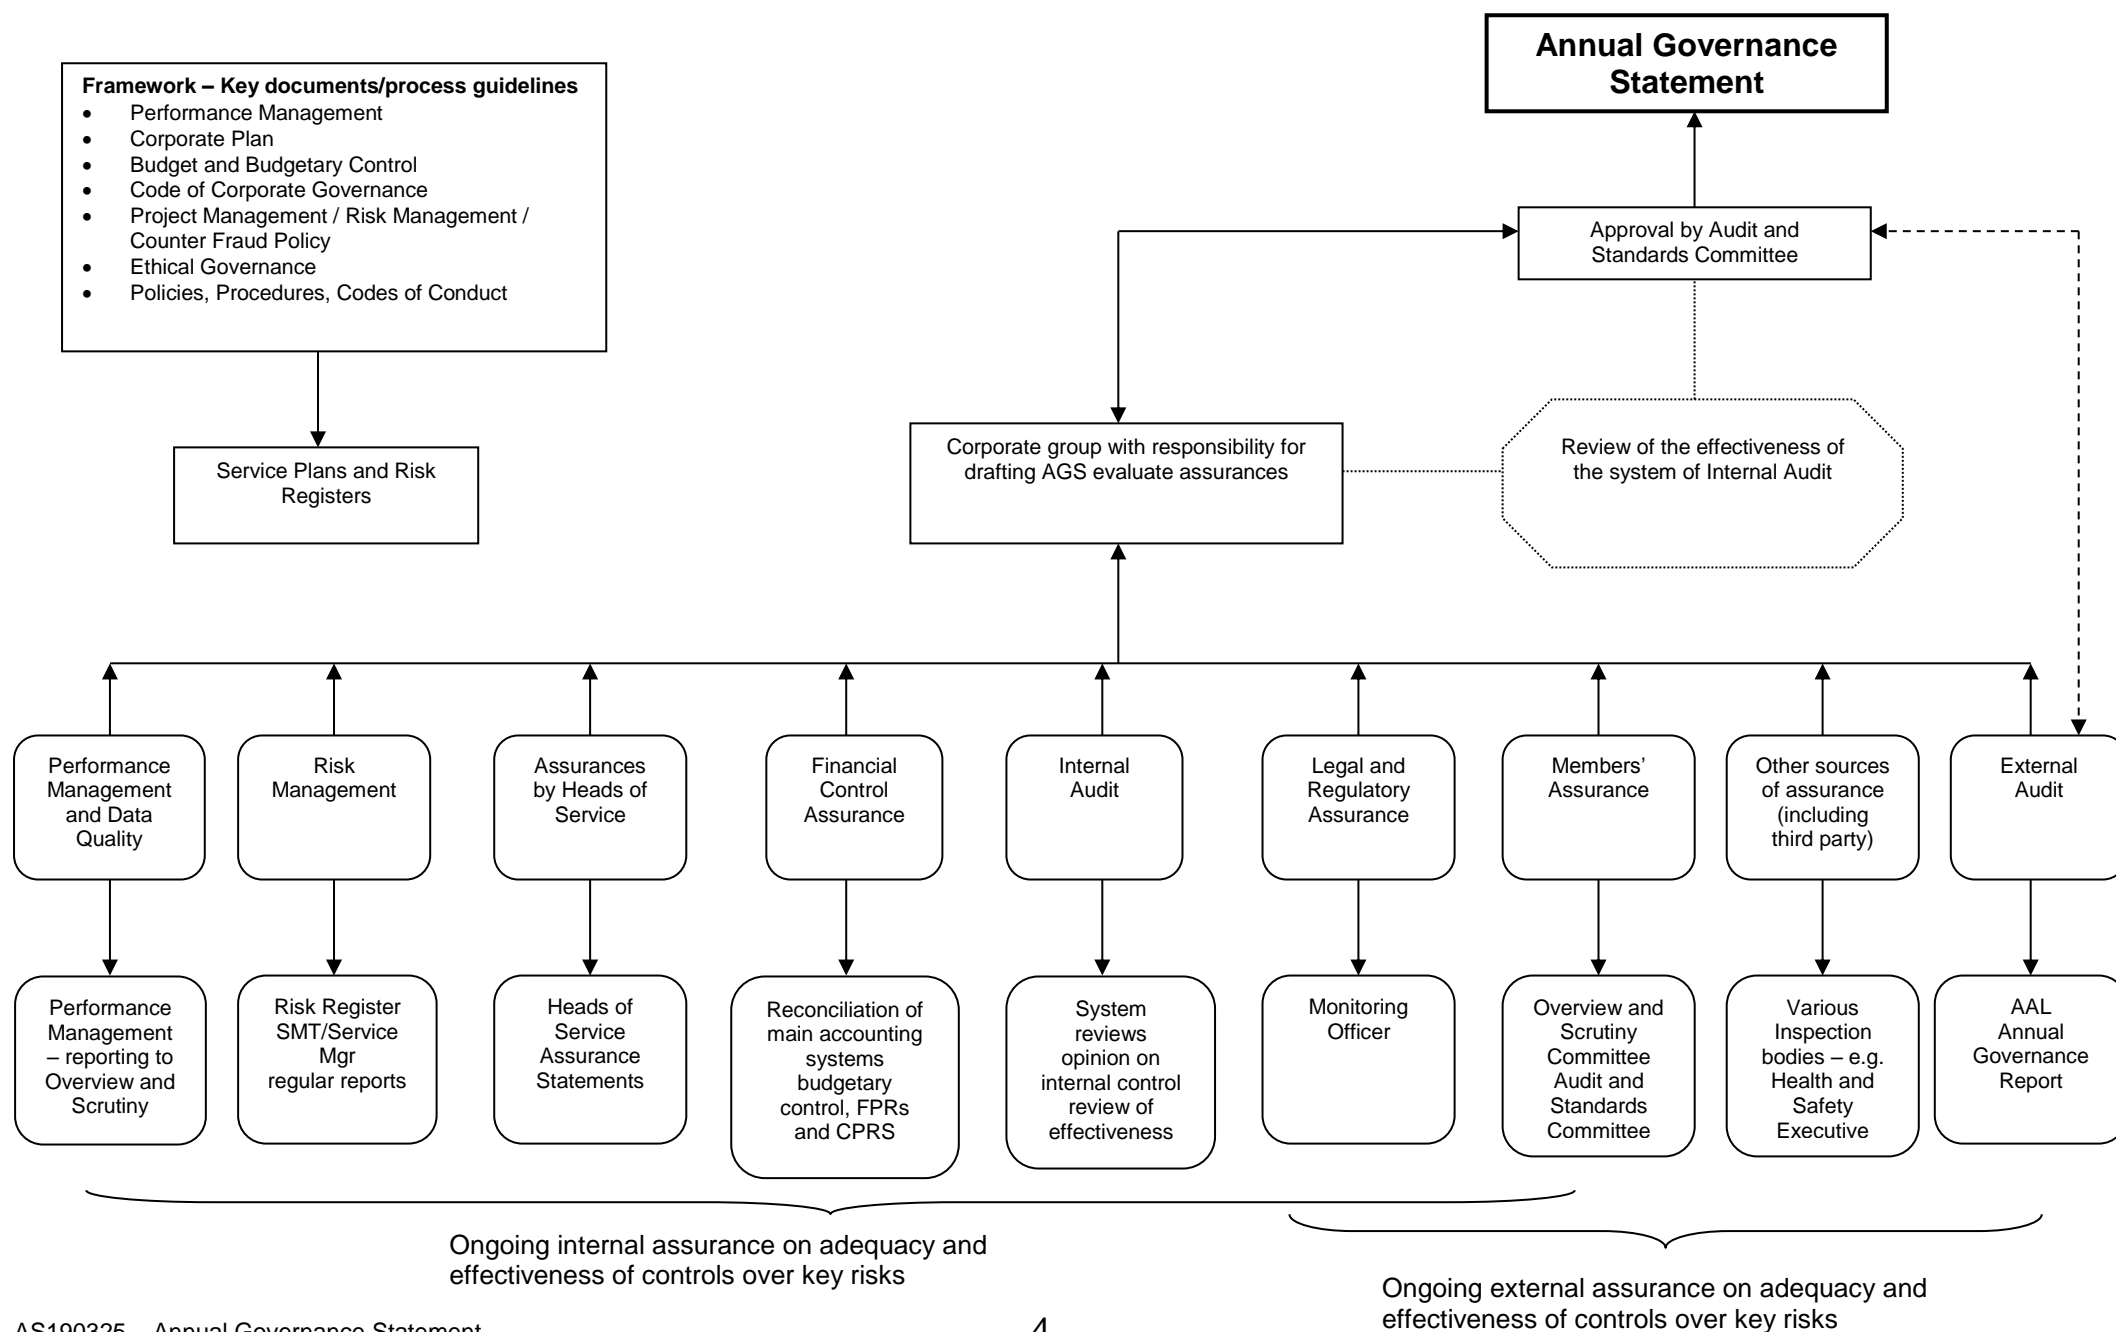 Annual Governance
Statement
Framework – Key documents/process guidelines
• Performance Management
• Corporate Plan
• Budget and Budgetary Control
• Code of Corporate Governance
• Project Management / Risk Management /
Counter Fraud Policy
• Ethical Governance
• Policies, Procedures, Codes of Conduct
Approval by Audit and
Standards Committee
Service Plans and Risk
Registers
Corporate group with responsibility for
drafting AGS evaluate assurances
Review of the effectiveness of
the system of Internal Audit
Performance
Management
and Data
Quality
Risk
Management
Assurances
by Heads of
Service
Financial
Control
Assurance
Internal
Audit
Legal and
Regulatory
Assurance
Members’
Assurance
Other sources
of assurance
(including
third party)
External
Audit
Performance
Management
– reporting to
Overview and
Scrutiny
Risk Register
SMT/Service
Mgr
regular reports
Heads of
Service
Assurance
Statements
Reconciliation of
main accounting
systems
budgetary
control, FPRs
and CPRS
System
reviews
opinion on
internal control
review of
effectiveness
Monitoring
Officer
Overview and
Scrutiny
Committee
Audit and
Standards
Committee
Various
Inspection
bodies – e.g.
Health and
Safety
Executive
AAL
Annual
Governance
Report
Ongoing internal assurance on adequacy and
effectiveness of controls over key risks
Ongoing external assurance on adequacy and
effectiveness of controls over key risks
AS190325 Annual Governance Statement
4